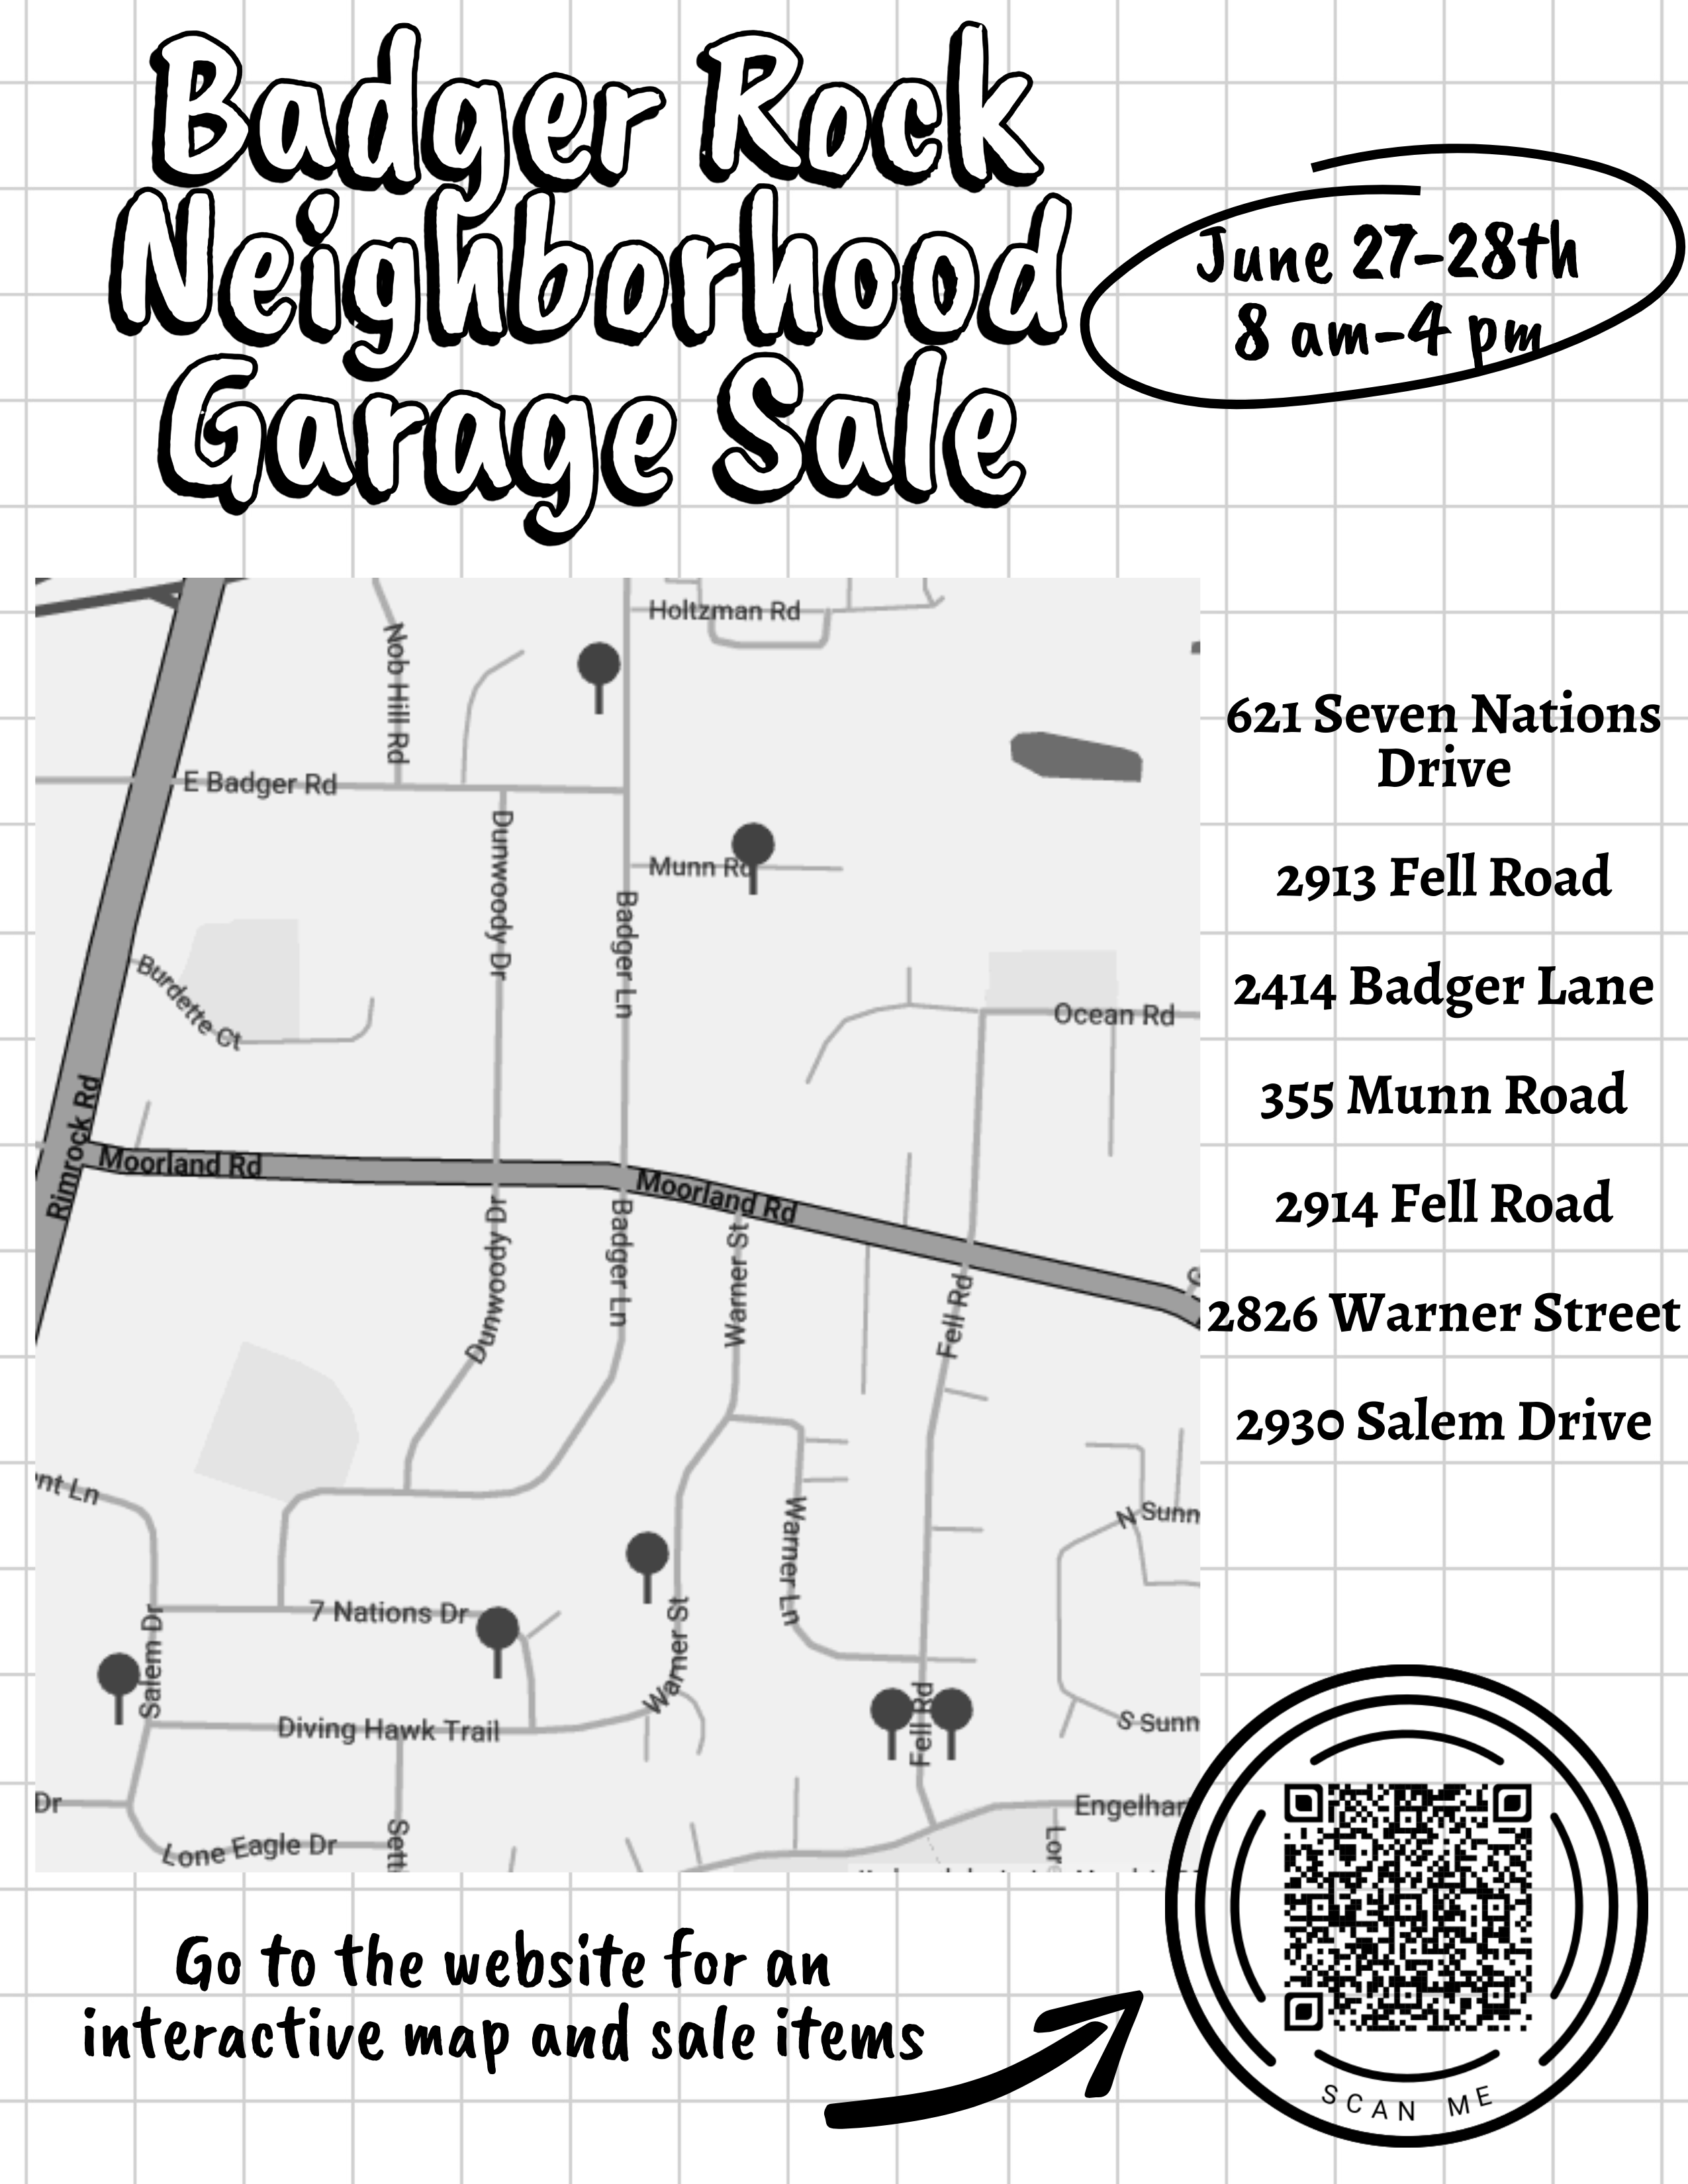 Badger Rock
Neighborhood
Garage Sale
June 27-28th
8 am-4 pm
Holtzman Rd
Nob Hill Rd
E Badger Rd
Dunwoody Dr
Munn Rd
Badger Ln
Burdette Ct
Ocean Rd
Rimrock Rd
Moorland Rd
Moorland Rd
Dunwoody Dr
Badger Ln
Warner St
Fell Rd
nt Ln
Warner Ln
N Sunn
7 Nations Dr
Salem Dr
Warner St
Fell Rd
S Sunn
Diving Hawk Trail
Dr
Engelhar
Lone Eagle Dr
Setti
Lore
621 Seven Nations
Drive
2913 Fell Road
2414 Badger Lane
355 Munn Road
2914 Fell Road
2826 Warner Street
2930 Salem Drive
Go to the website for an
interactive map and sale items
SCAN ME